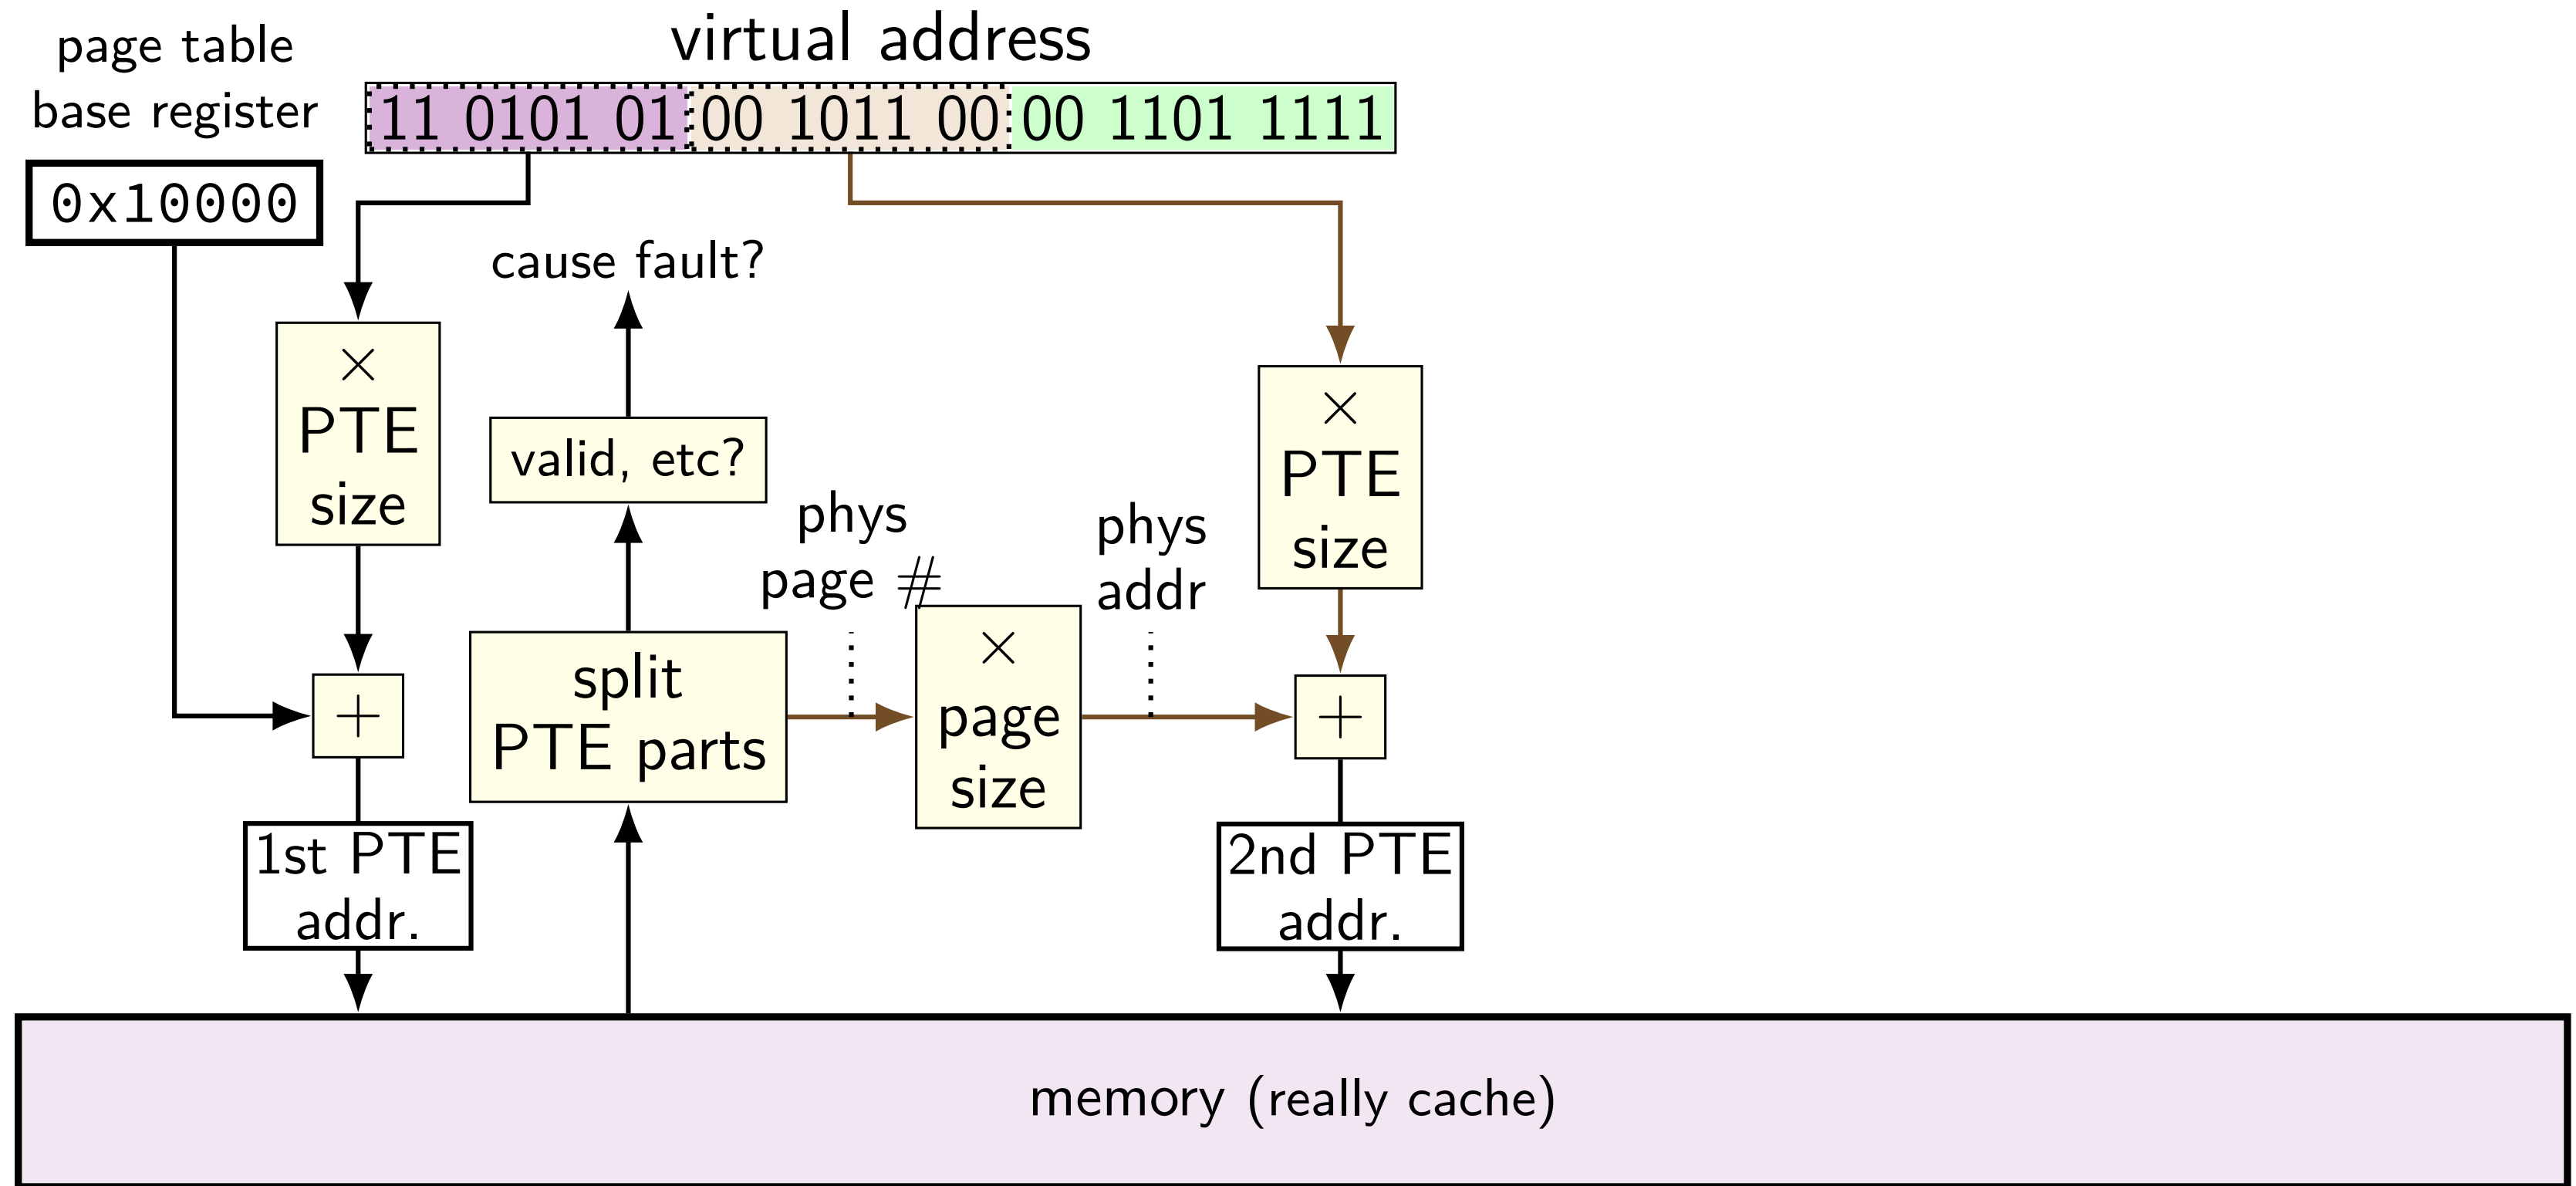 virtual address
page table
base register
11 0101 01 00 1011 00 00 1101 1111
0x10000
cause fault?
×
PTE
size
valid, etc?
phys
page #
phys
addr
×
PTE
size
+
split
PTE parts
×
page
size
+
1st PTE
addr.
2nd PTE
addr.
memory (really cache)